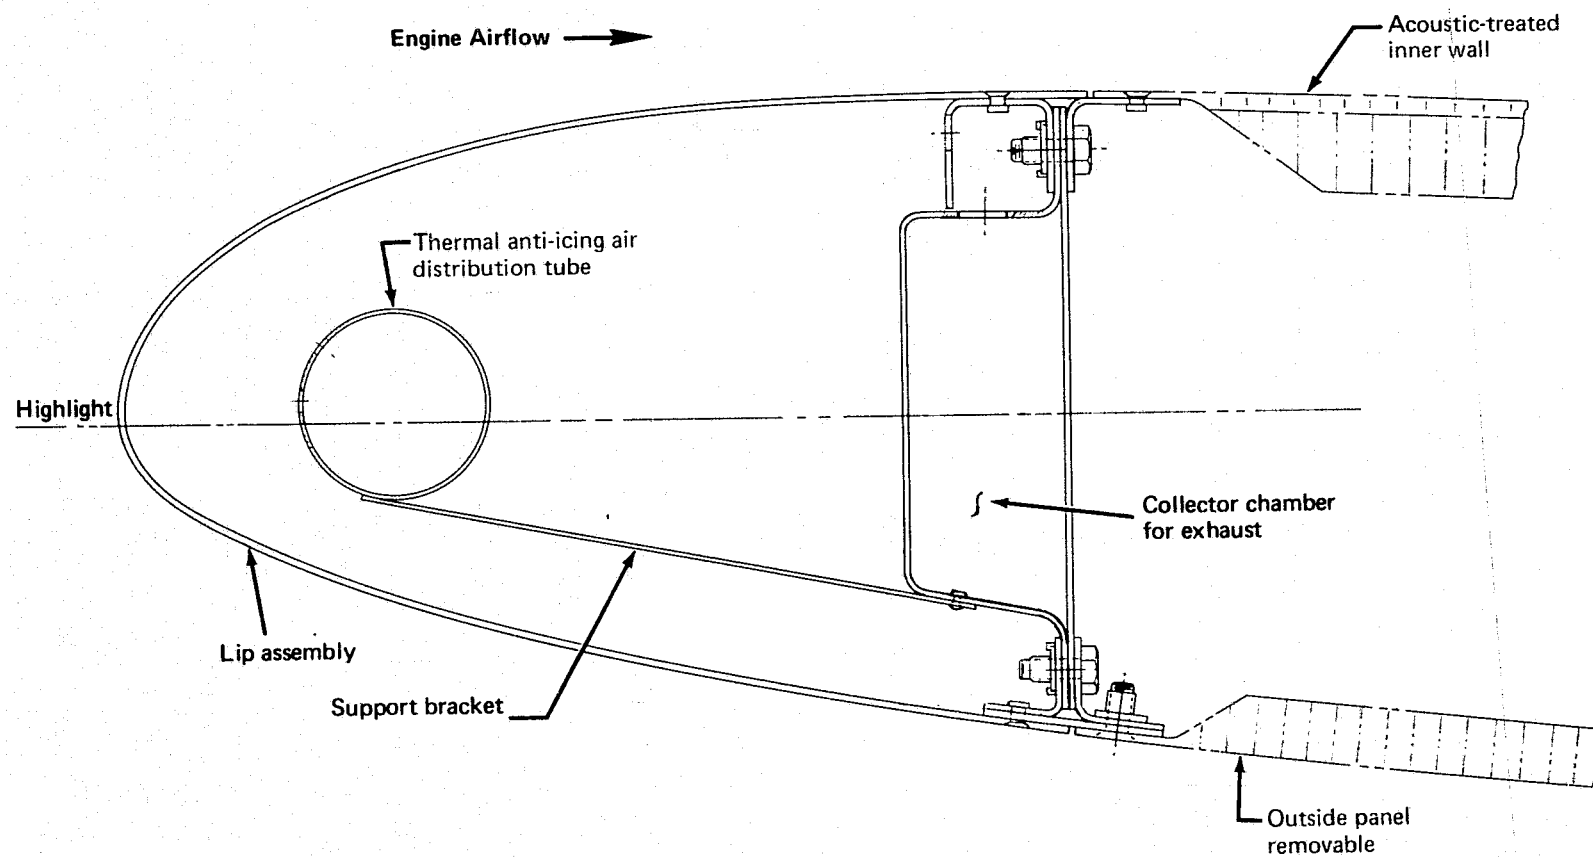 Engine Airflow
Acoustic-treated
inner wall
Thermal anti-icing air
distribution tube
Highlight
Collector chamber
for exhaust
Lip assembly
Support bracket
Outside panel
removable